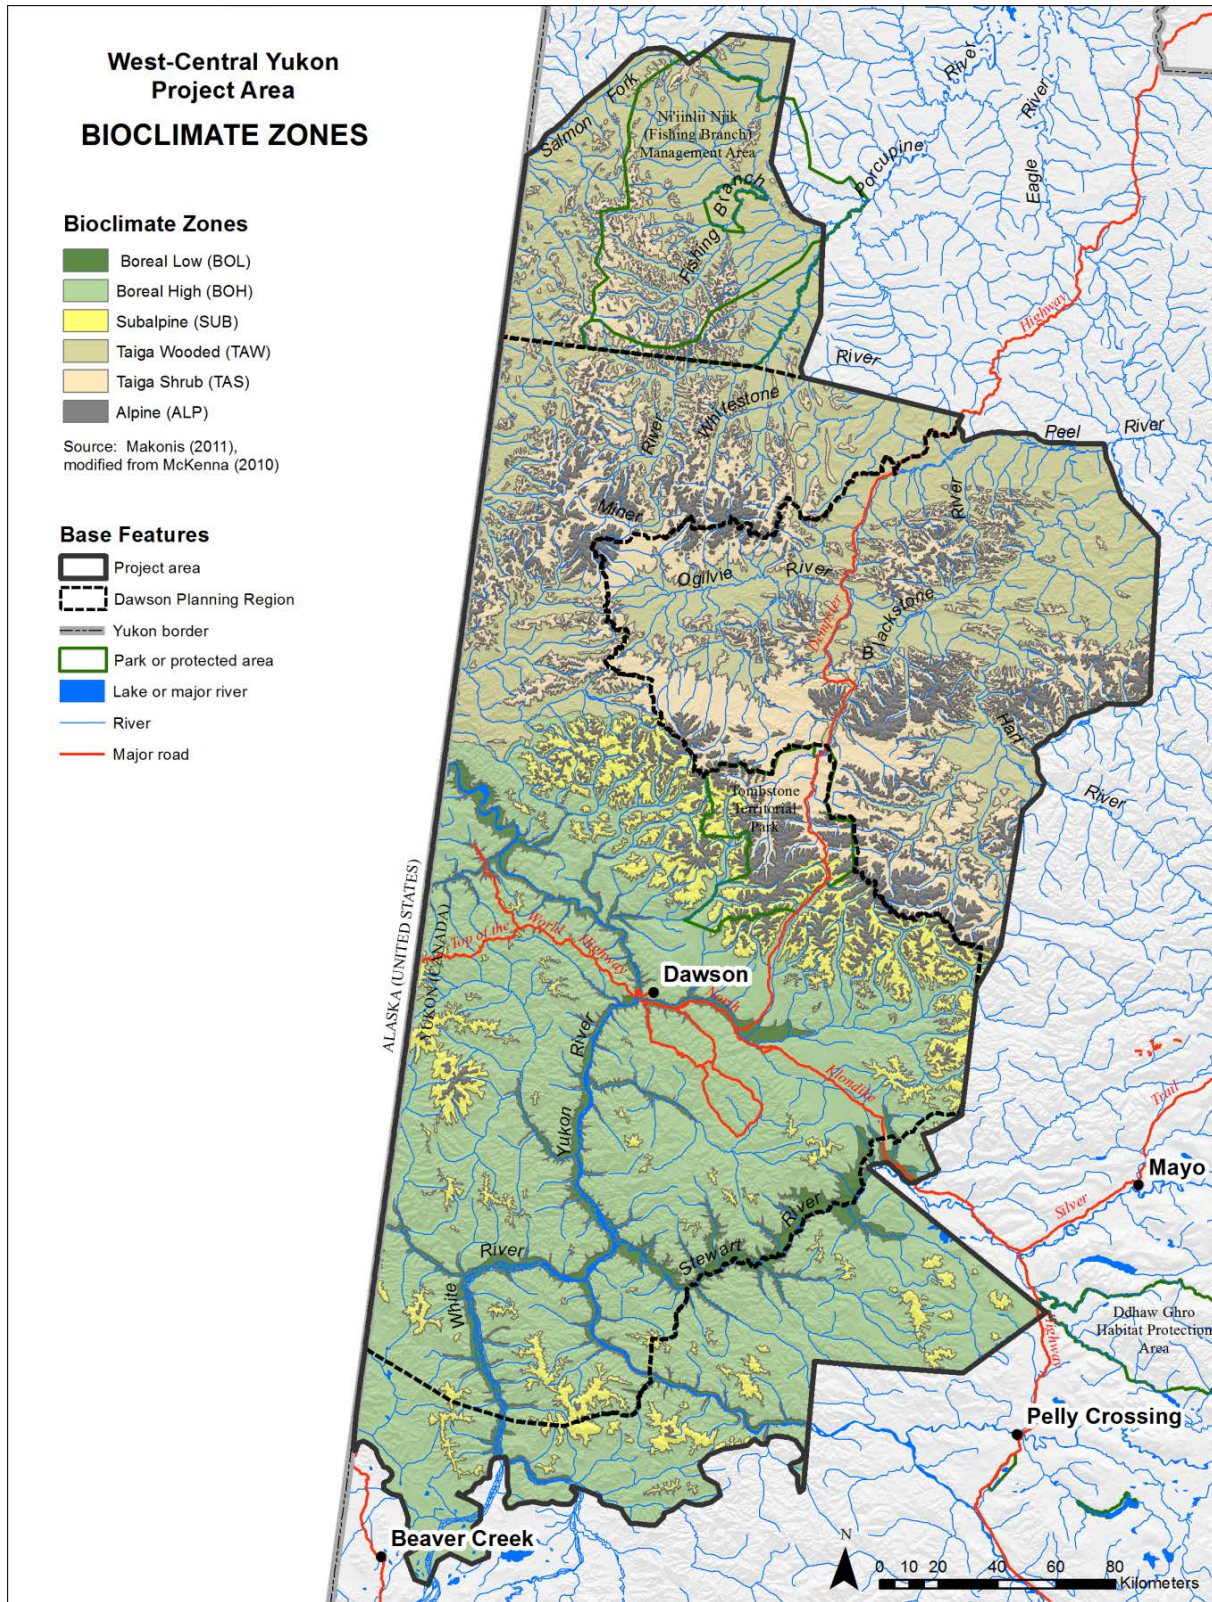 West-Central Yukon
Project Area
BIOCLIMATE ZONES
Bioclimate Zones
Boreal Low (BOL)
Boreal High (BOH)
Subalpine (SUB)
Taiga Wooded (TAW)
Taiga Shrub (TAS)
Alpine (ALP)
Source: Makonis (2011),
modified from McKenna (2010)
Base Features
Project area
Dawson Planning Region
Yukon border
Park or protected area
Lake or major river
River
Major road
Salmon Fork
Ni'iinlii Njik
(Fishing Branch)
Management Area
Fishing Branch
Porcupine
River
Eagle River
Highway
River
Whitestone
River
Miner
Peel River
Ogilvie River
River
Blackstone
Dempster
Hart
River
Tombstone
Territorial
Park
ALASKA (UNITED STATES)
YUKON (CANADA)
Top of the World Highway
Dawson
North
Klondike
River
Yukon
River
White
Stewart River
Silver Trail
Mayo
Highway
Ddhaw Ghro
Habitat Protection
Area
Pelly Crossing
Beaver Creek
N
0 10 20 40 60 80
Kilometers